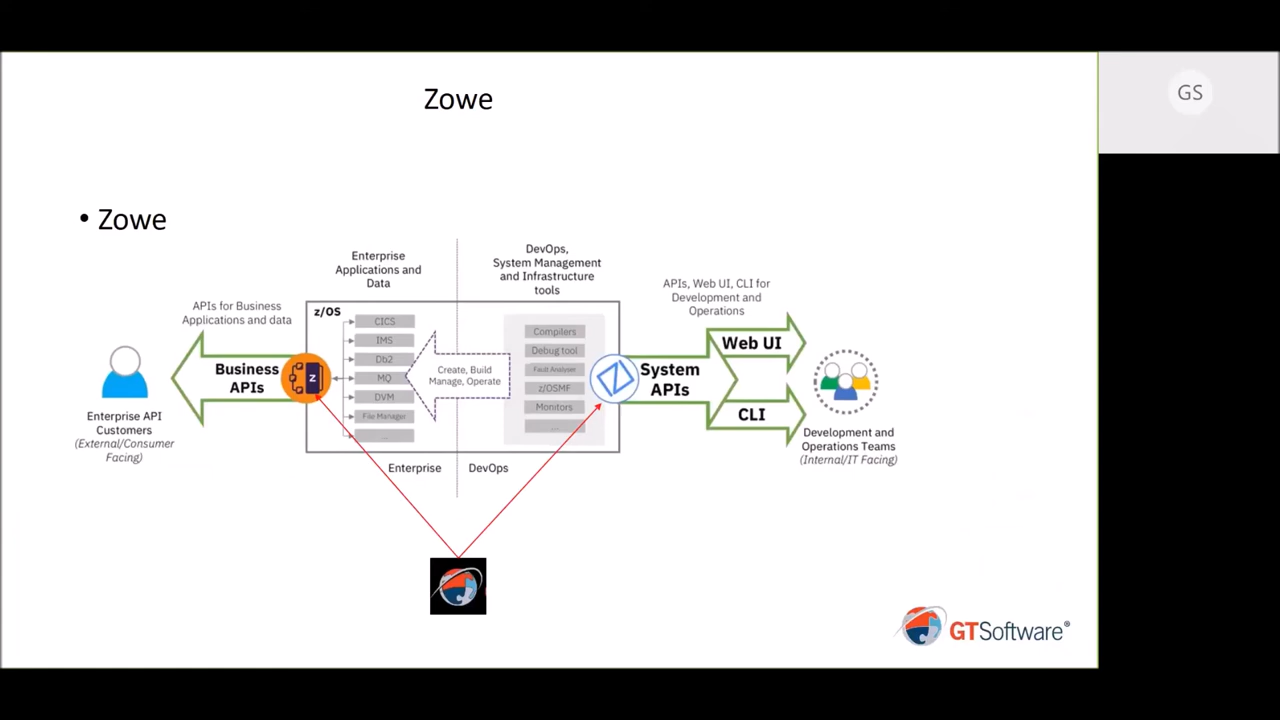 Zowe
GS
• Zowe
Enterprise
Applications and
Data
DevOps,
System Management
and Infrastructure
tools
APIs for Business
Applications and data
APIs, Web UI, CLI for
Development and
Operations
z/OS
CICS
IMS
Db2
MQ
DVM
File Manager
...
Create, Build
Manage, Operate
Compilers
Debug tool
Fault Analyser
z/OSMF
Monitors
...
Business
APIs
Z
System
APIs
Web UI
CLI
Enterprise API
Customers
(External/Consumer
Facing)
Development and
Operations Teams
(Internal/IT Facing)
Enterprise
DevOps
GTSoftware®